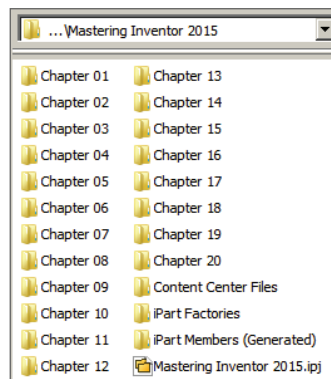 ...\Mastering Inventor 2015
Chapter 01
Chapter 02
Chapter 03
Chapter 04
Chapter 05
Chapter 06
Chapter 07
Chapter 08
Chapter 09
Chapter 10
Chapter 11
Chapter 12
Chapter 13
Chapter 14
Chapter 15
Chapter 16
Chapter 17
Chapter 18
Chapter 19
Chapter 20
Content Center Files
iPart Factories
iPart Members (Generated)
Mastering Inventor 2015.ipj